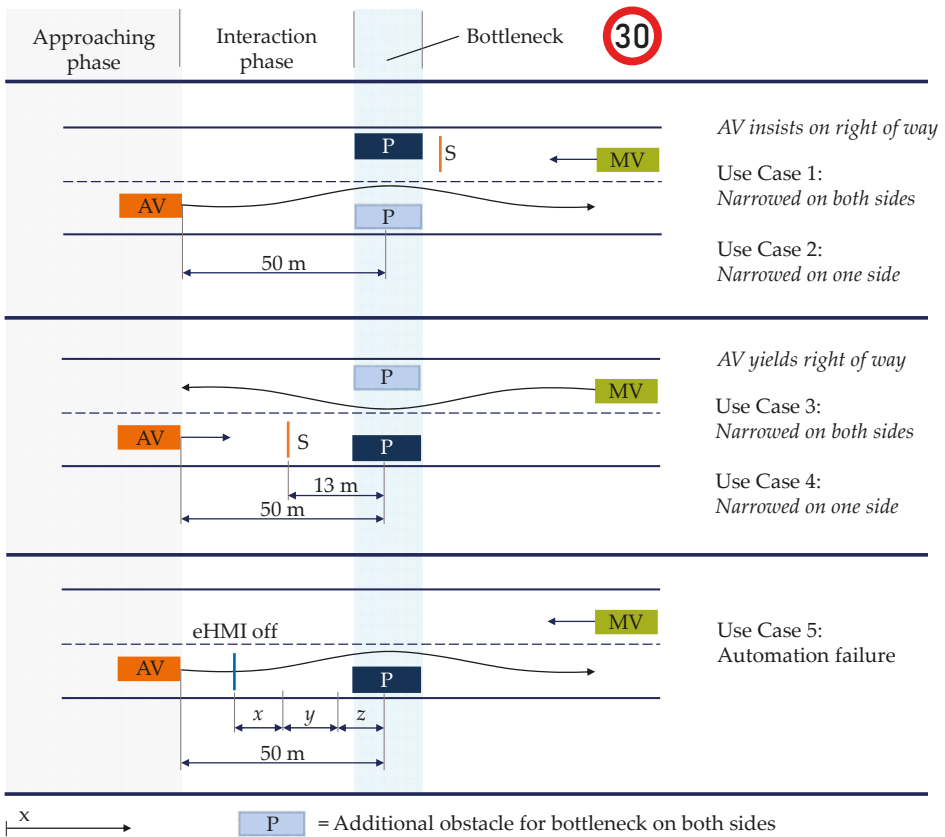 Approaching
phase
Interaction
phase
Bottleneck
30
P
S
MV
AV
P
50 m
AV insists on right of way
Use Case 1:
Narrowed on both sides
Use Case 2:
Narrowed on one side
P
MV
AV
S
P
13 m
50 m
AV yields right of way
Use Case 3:
Narrowed on both sides
Use Case 4:
Narrowed on one side
eHMI off
MV
AV
P
x
y
z
50 m
Use Case 5:
Automation failure
x
P = Additional obstacle for bottleneck on both sides